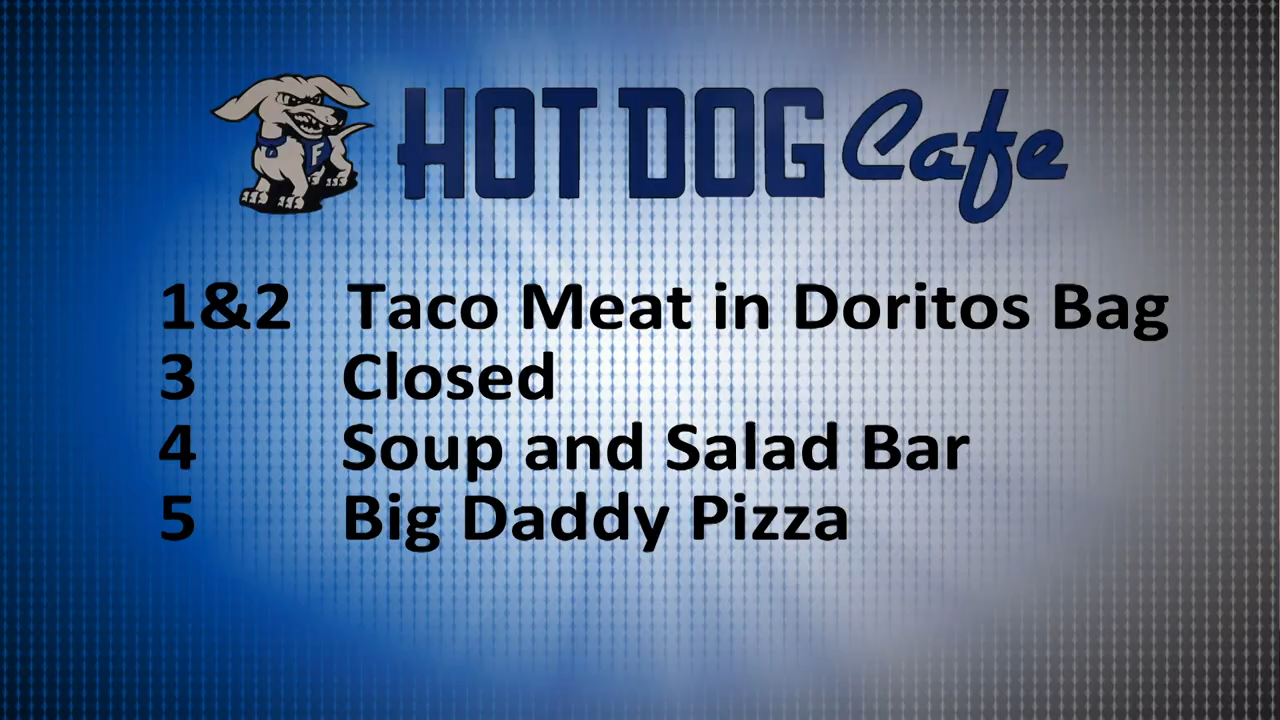 HOT DOG Cafe
F
1&2 Taco Meat in Doritos Bag
3 Closed
4 Soup and Salad Bar
5 Big Daddy Pizza